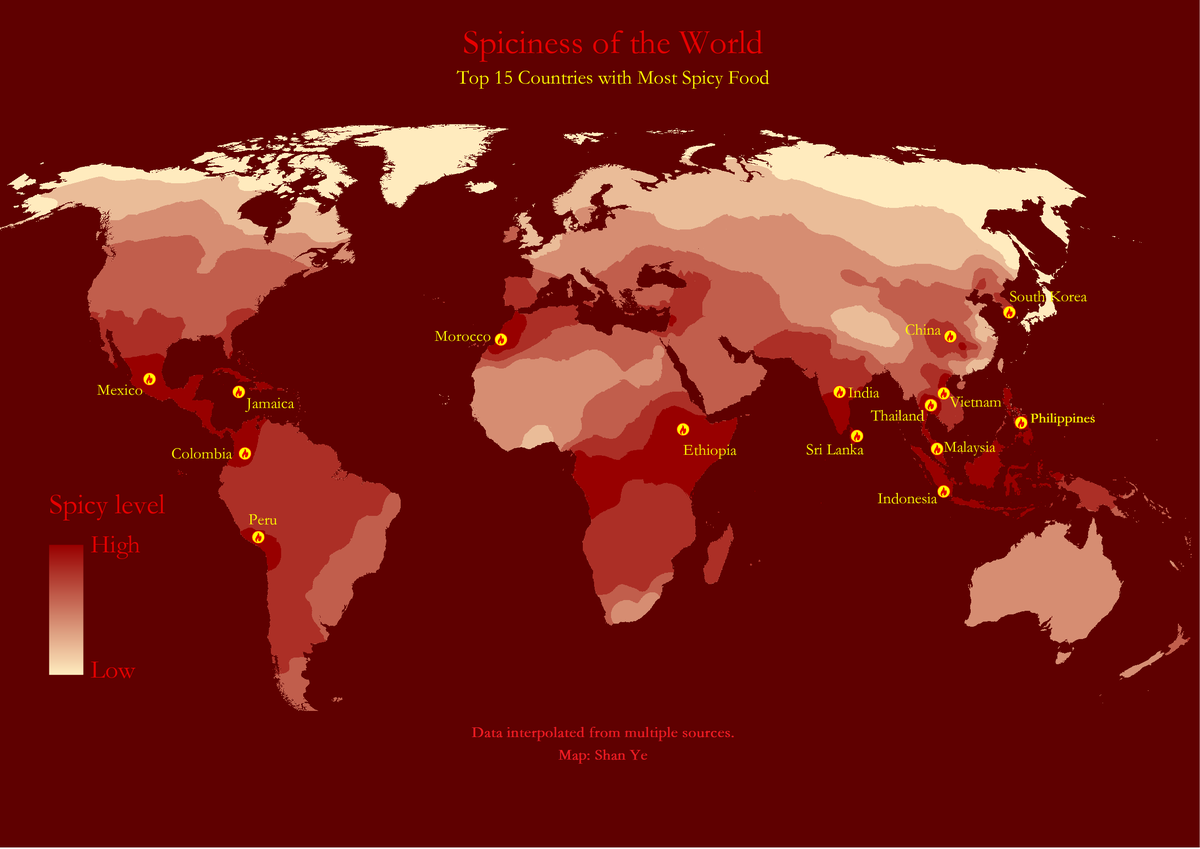 Spiciness of the World
Top 15 Countries with Most Spicy Food
South Korea
China
Morocco
Mexico
Jamaica
India
Vietnam
Thailand
Philippines
Colombia
Ethiopia
Sri Lanka
Malaysia
Indonesia
Peru
Spicy level
High
Low
Data interpolated from multiple sources.
Map: Shan Ye